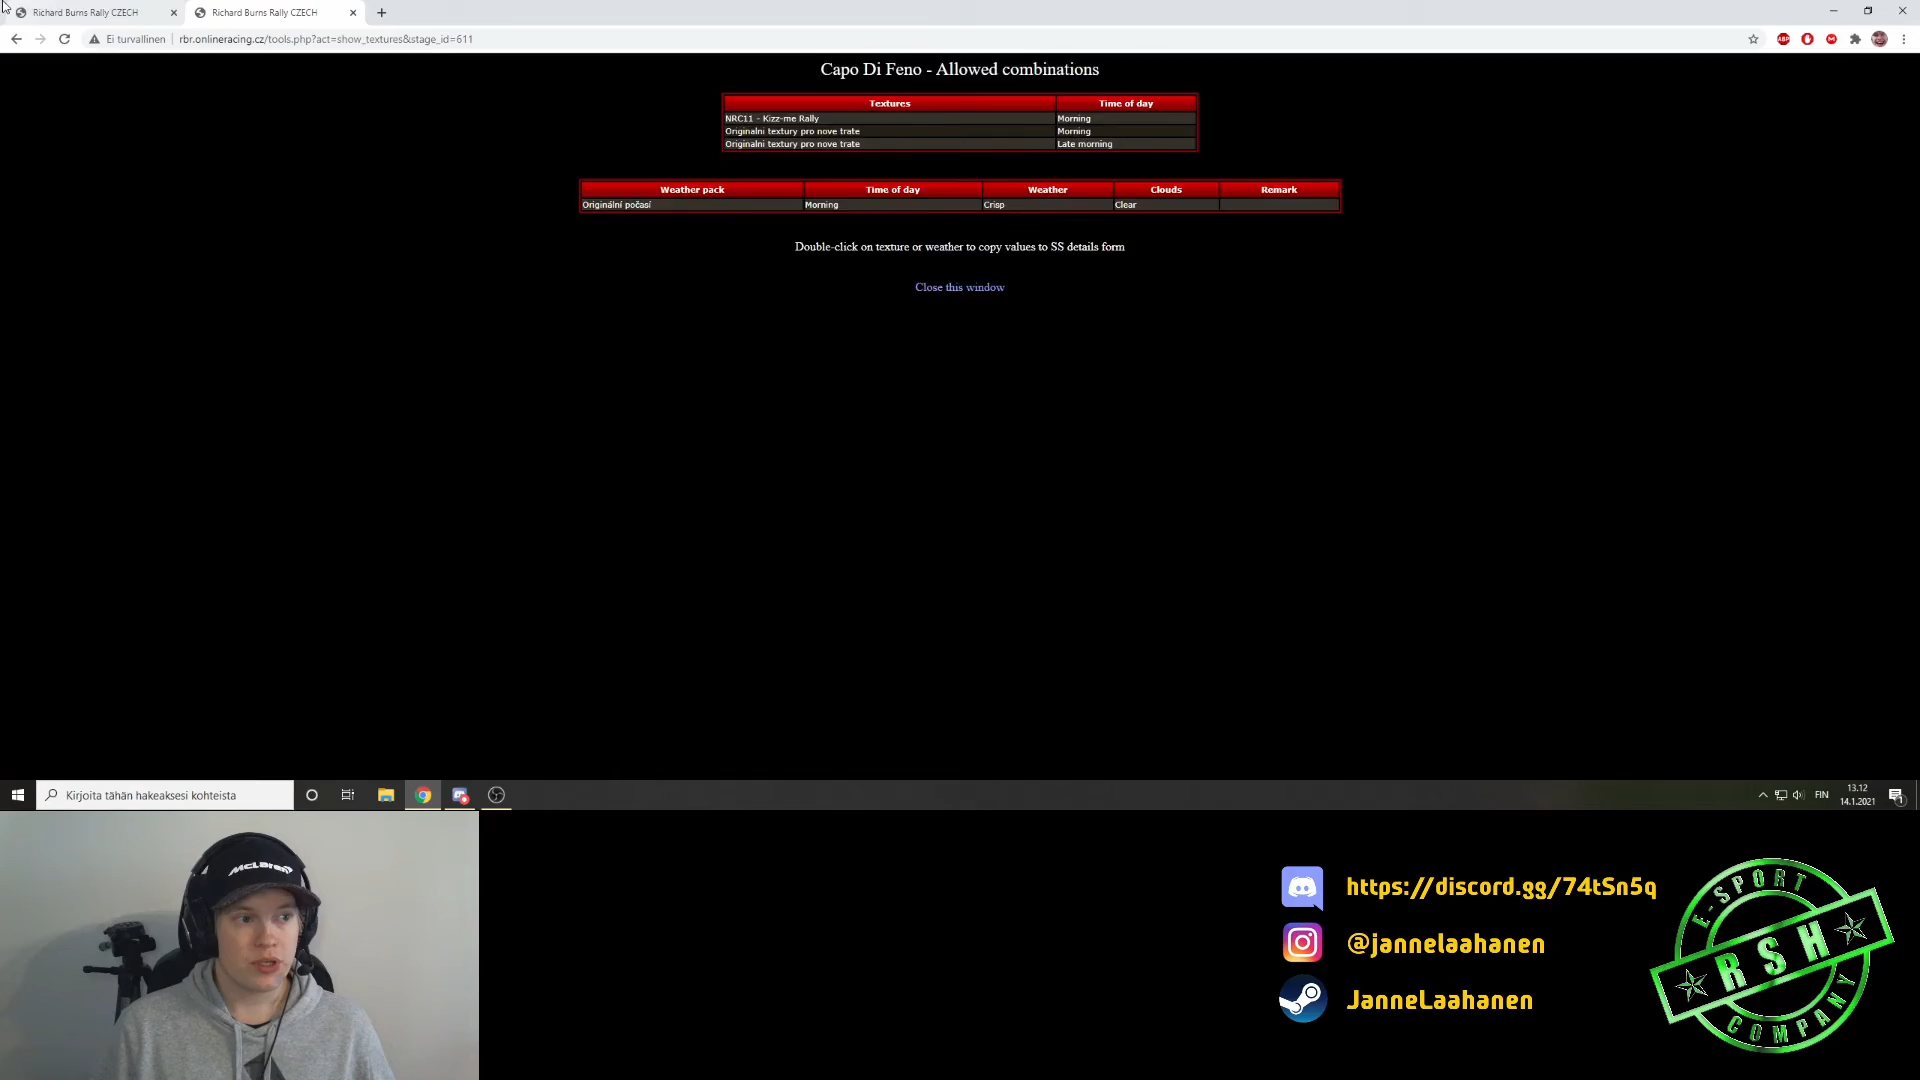 Richard Burns Rally CZECH
Richard Burns Rally CZECH
Ei turvallinen
rbr.onlineracing.cz/tools.php?act=show_textures&stage_id=611
ABP
Capo Di Feno - Allowed combinations
Textures Time of day
NRC11 - Kizz-me Rally Morning
Originalni textury pro nove trate Morning
Originalni textury pro nove trate Late morning
Weather pack Time of day Weather Clouds Remark
Originální počasí Morning Crisp Clear
Double-click on texture or weather to copy values to SS details form
Close this window
Kirjoita tähän hakeaksesi kohteista
FIN
13.12
14.1.2021
1
McLaren
https://discord.gg/74tSn5q
@jannelaahanen
JanneLaahanen
E-SPORT
RSH
COMPANY